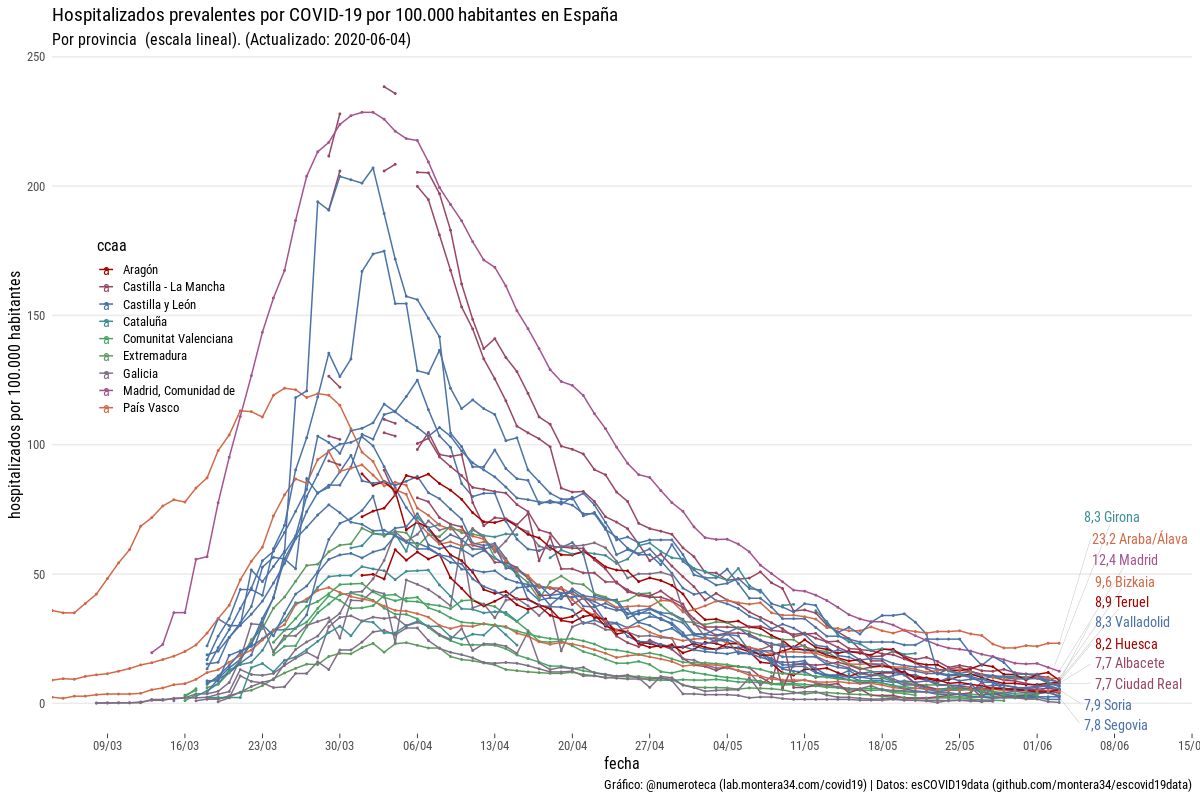 Hospitalizados prevalentes por COVID-19 por 100.000 habitantes en España
Por provincia  (escala lineal). (Actualizado: 2020-06-04)
250
200
150
100
50
0
hospitalizados por 100.000 habitantes
ccaa
Aragón
Castilla - La Mancha
Castilla y León
Cataluña
Comunitat Valenciana
Extremadura
Galicia
Madrid, Comunidad de
País Vasco
8,3 Girona
23,2 Araba/Álava
12,4 Madrid
9,6 Bizkaia
8,9 Teruel
8,3 Valladolid
8,2 Huesca
7,7 Albacete
7,7 Ciudad Real
7,9 Soria
7,8 Segovia
09/03 16/03 23/03 30/03 06/04 13/04 20/04 27/04 04/05 11/05 18/05 25/05 01/06 08/06 15/0
fecha
Gráfico: @numeroteca (lab.montera34.com/covid19) | Datos: esCOVID19data (github.com/montera34/escovid19data)